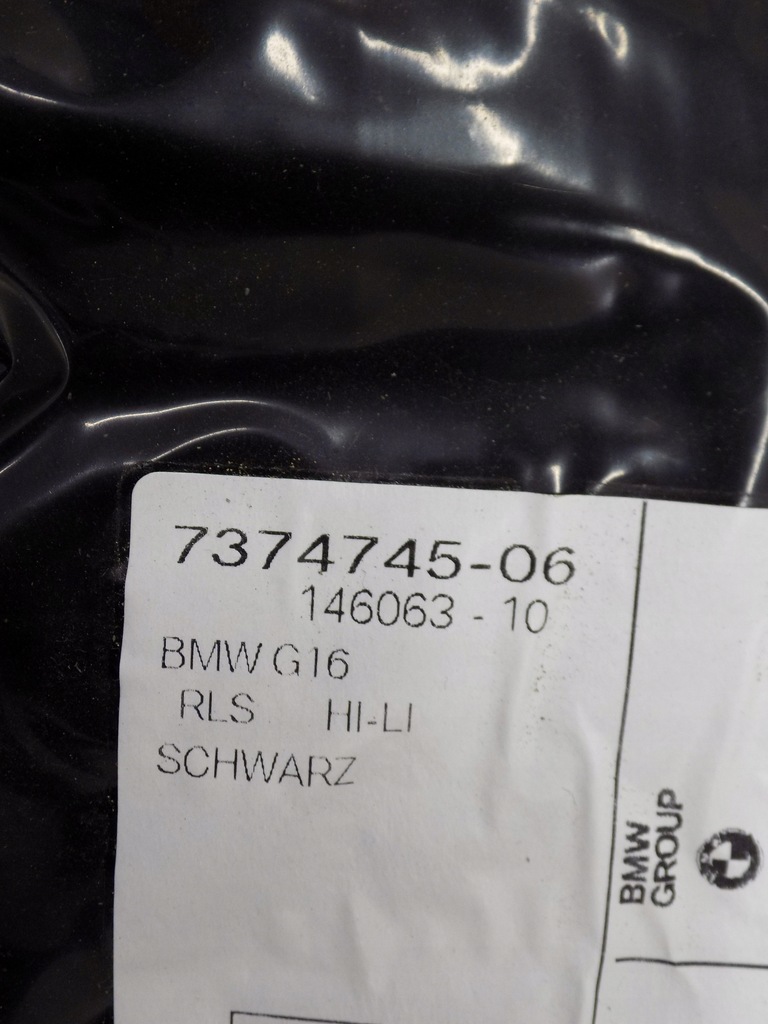 7374745-06
146063 - 10
BMW G16
RLS HI-LI
SCHWARZ
BMW
GROUP